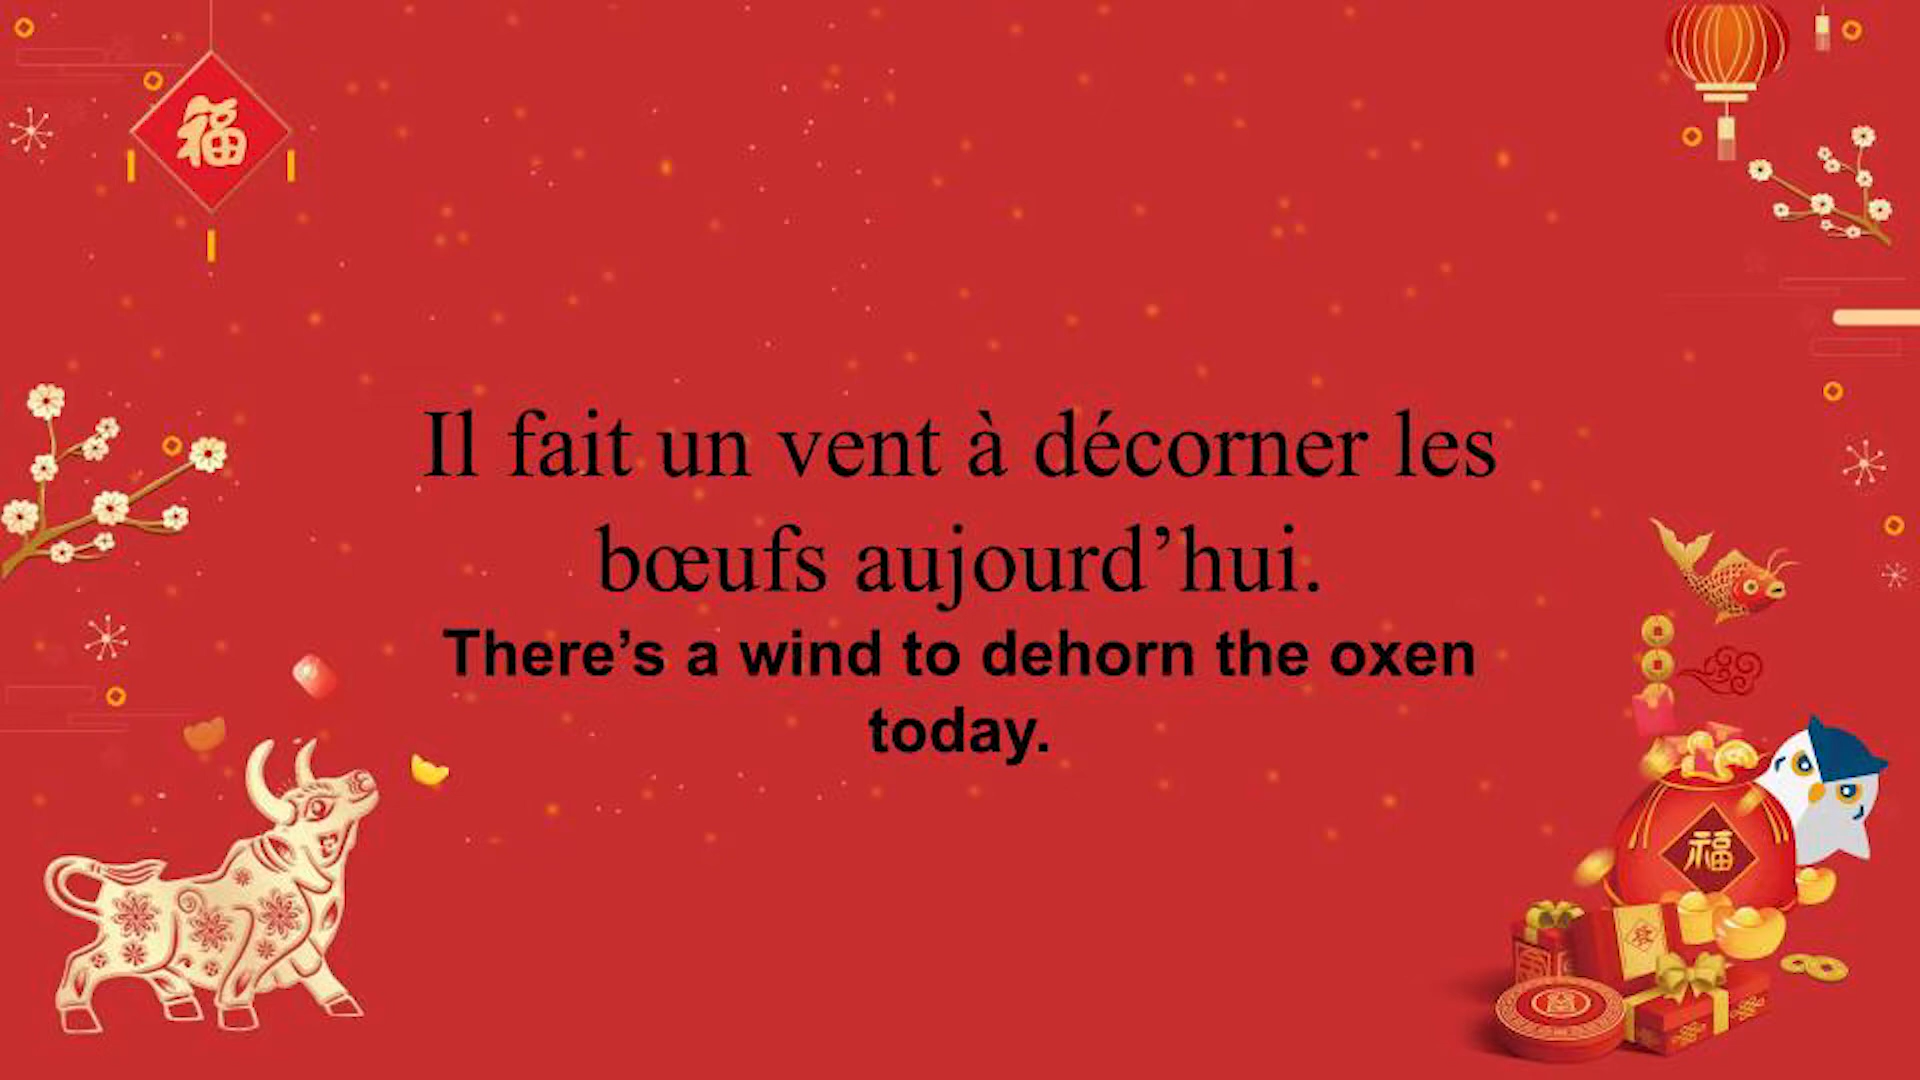 福
Il fait un vent à décorner les
bœufs aujourd’hui.
There’s a wind to dehorn the oxen
today.
福